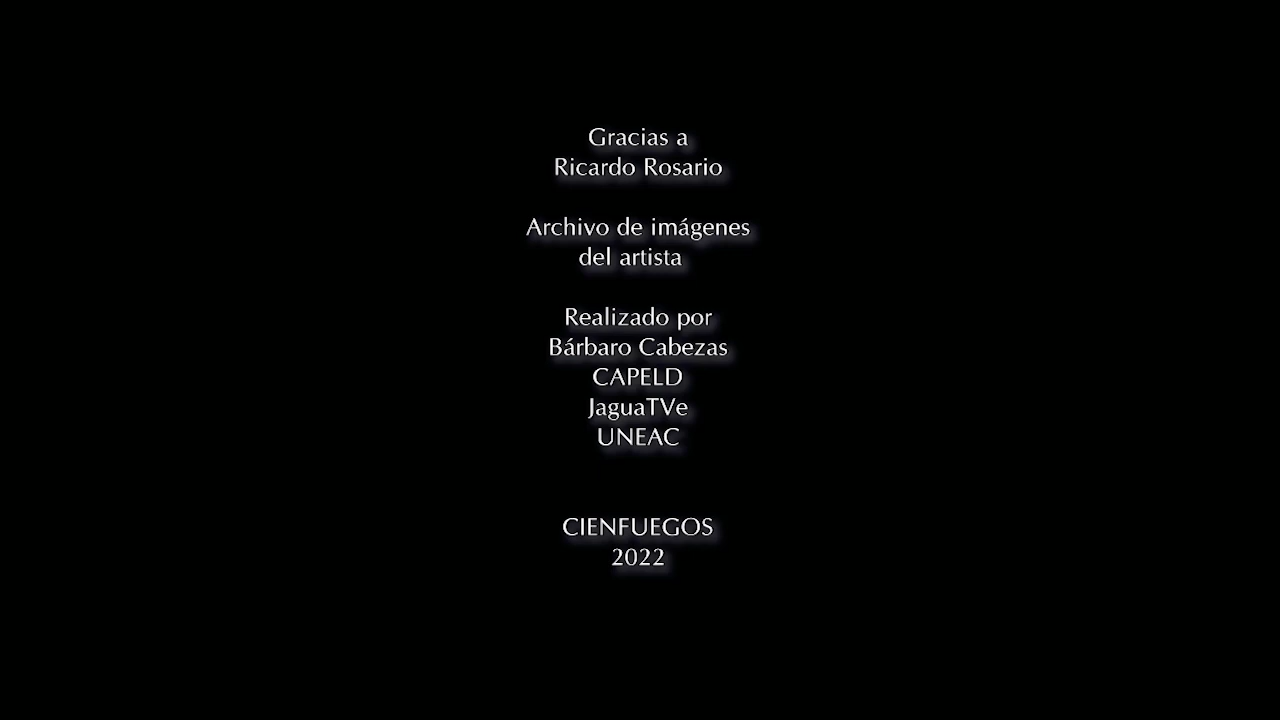 Gracias a
Ricardo Rosario
Archivo de imágenes
del artista
Realizado por
Bárbaro Cabezas
CAPELD
JaguaTVe
UNEAC
CIENFUEGOS
2022